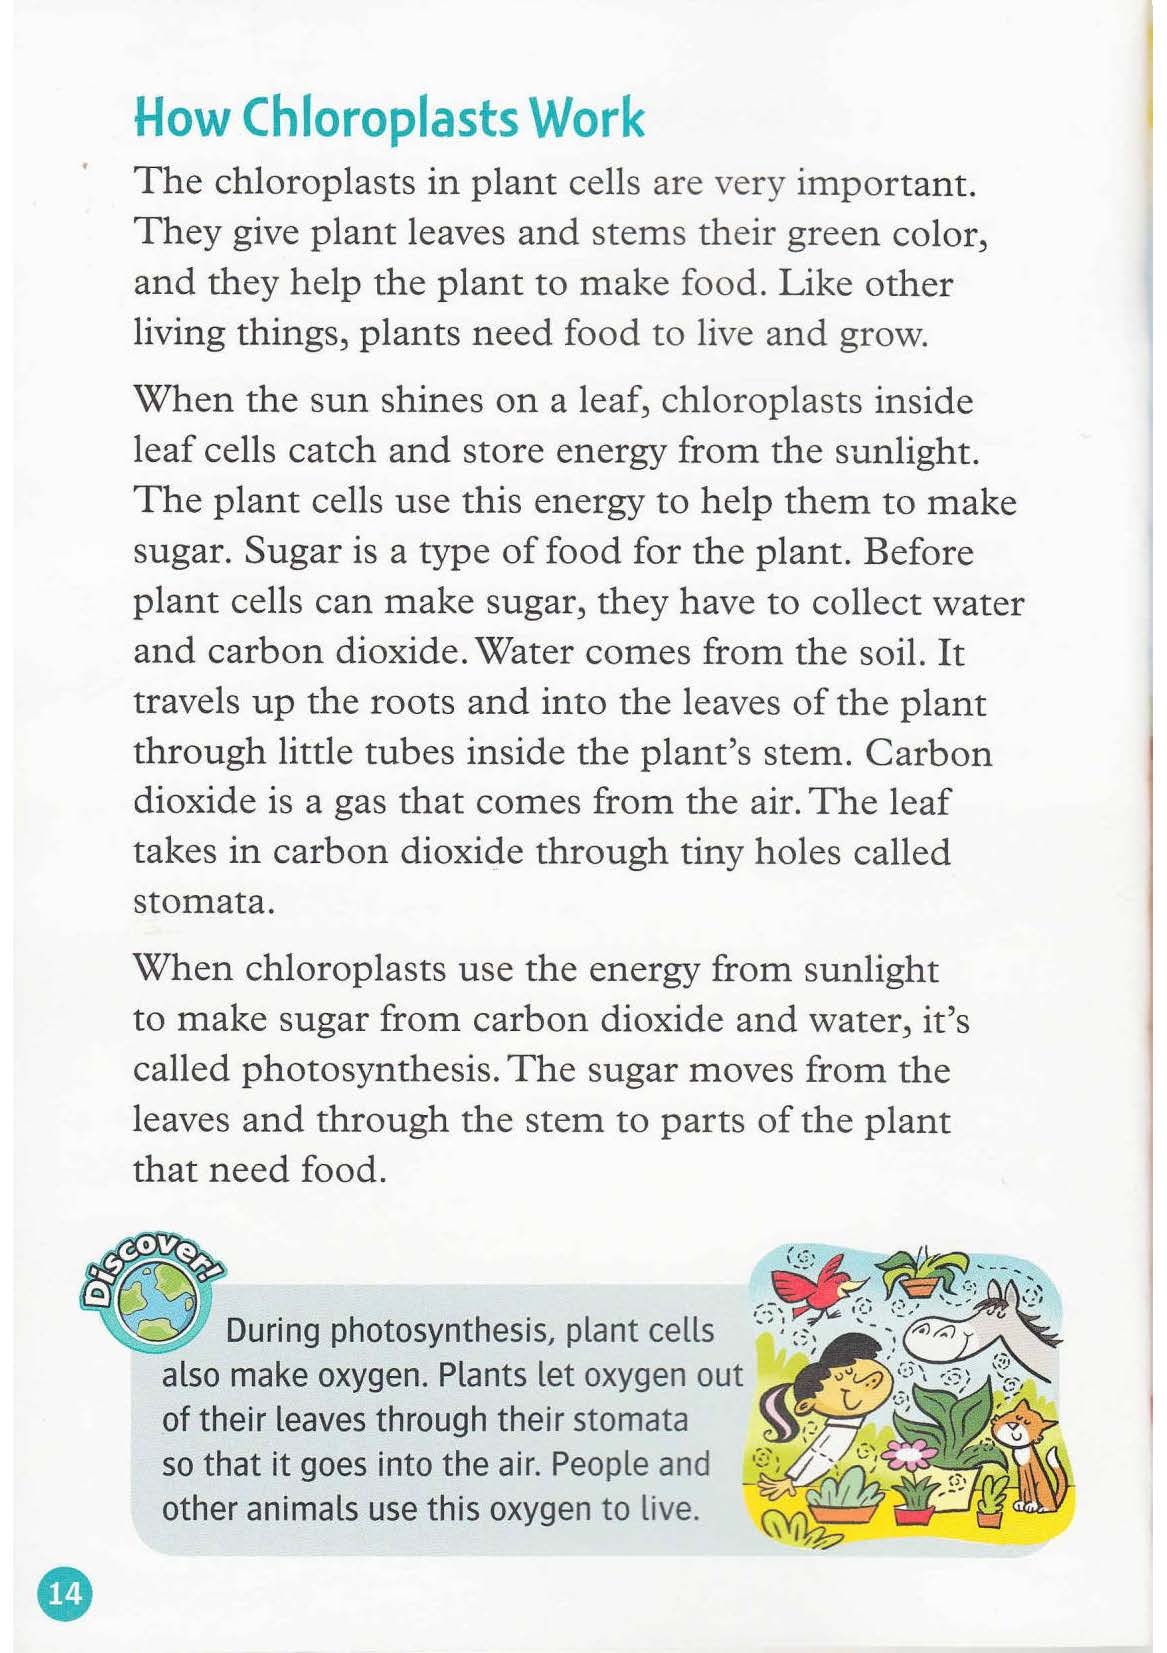 How Chloroplasts Work
The chloroplasts in plant cells are very important.
They give plant leaves and stems their green color,
and they help the plant to make food. Like other
living things, plants need food to live and grow.
When the sun shines on a leaf, chloroplasts inside
leaf cells catch and store energy from the sunlight.
The plant cells use this energy to help them to make
sugar. Sugar is a type of food for the plant. Before
plant cells can make sugar, they have to collect water
and carbon dioxide. Water comes from the soil. It
travels up the roots and into the leaves of the plant
through little tubes inside the plant's stem. Carbon
dioxide is a gas that comes from the air. The leaf
takes in carbon dioxide through tiny holes called
stomata.
When chloroplasts use the energy from sunlight
to make sugar from carbon dioxide and water, it's
called photosynthesis. The sugar moves from the
leaves and through the stem to parts of the plant
that need food.
Discover!
During photosynthesis, plant cells
also make oxygen. Plants let oxygen out
of their leaves through their stomata
so that it goes into the air. People and
other animals use this oxygen to live.
14